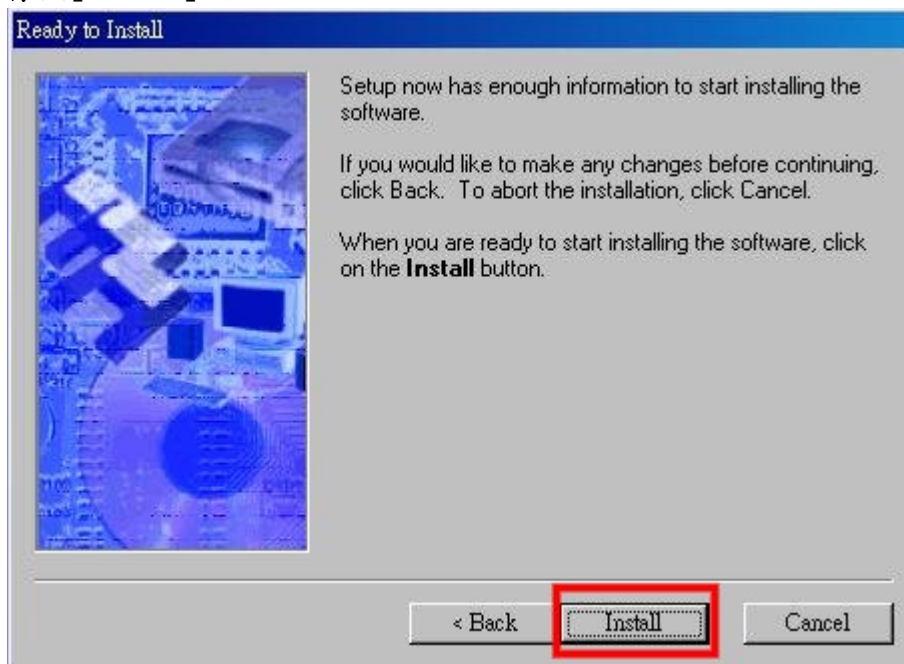 Ready to Install
Setup now has enough information to start installing the
software.
If you would like to make any changes before continuing,
click Back.  To abort the installation, click Cancel.
When you are ready to start installing the software, click
on the Install button.
< Back
Install
Cancel